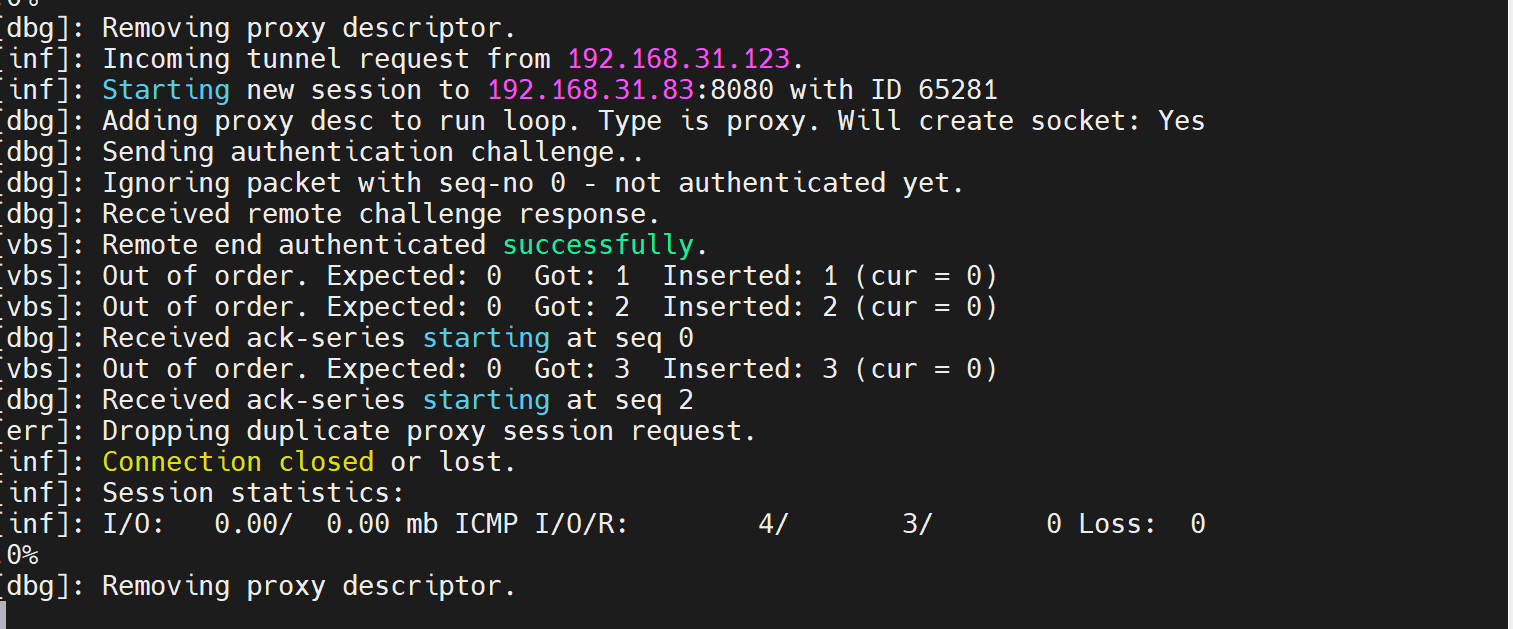 0%
[dbg]: Removing proxy descriptor.
[inf]: Incoming tunnel request from 192.168.31.123.
[inf]: Starting new session to 192.168.31.83:8080 with ID 65281
[dbg]: Adding proxy desc to run loop. Type is proxy. Will create socket: Yes
[dbg]: Sending authentication challenge..
[dbg]: Ignoring packet with seq-no 0 - not authenticated yet.
[dbg]: Received remote challenge response.
[vbs]: Remote end authenticated successfully.
[vbs]: Out of order. Expected: 0  Got: 1  Inserted: 1 (cur = 0)
[vbs]: Out of order. Expected: 0  Got: 2  Inserted: 2 (cur = 0)
[dbg]: Received ack-series starting at seq 0
[vbs]: Out of order. Expected: 0  Got: 3  Inserted: 3 (cur = 0)
[dbg]: Received ack-series starting at seq 2
[err]: Dropping duplicate proxy session request.
[inf]: Connection closed or lost.
[inf]: Session statistics:
[inf]: I/O:   0.00/  0.00 mb ICMP I/O/R:        4/       3/       0 Loss:  0
.0%
[dbg]: Removing proxy descriptor.